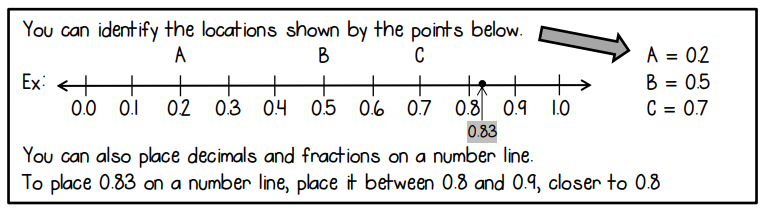 You can identify the locations shown by the points below.
A B C
A = 0.2
Ex:
B = 0.5
0.0 0.1 0.2 0.3 0.4 0.5 0.6 0.7 0.8 0.9 1.0
C = 0.7
0.83
You can also place decimals and fractions on a number line.
To place 0.83 on a number line, place it between 0.8 and 0.9, closer to 0.8